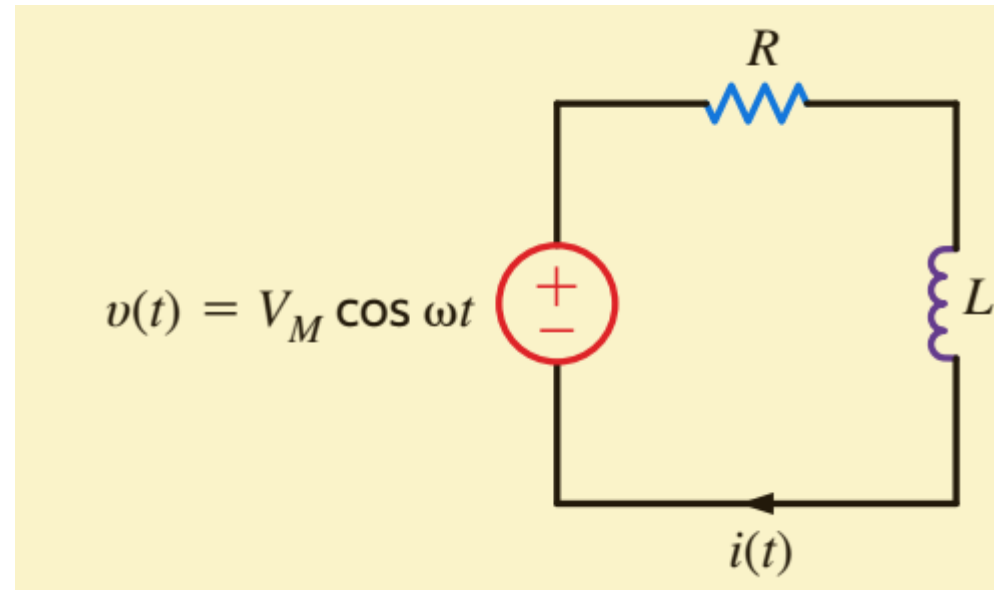 R
+
−
v(t) = V_M cos ωt
L
i(t)